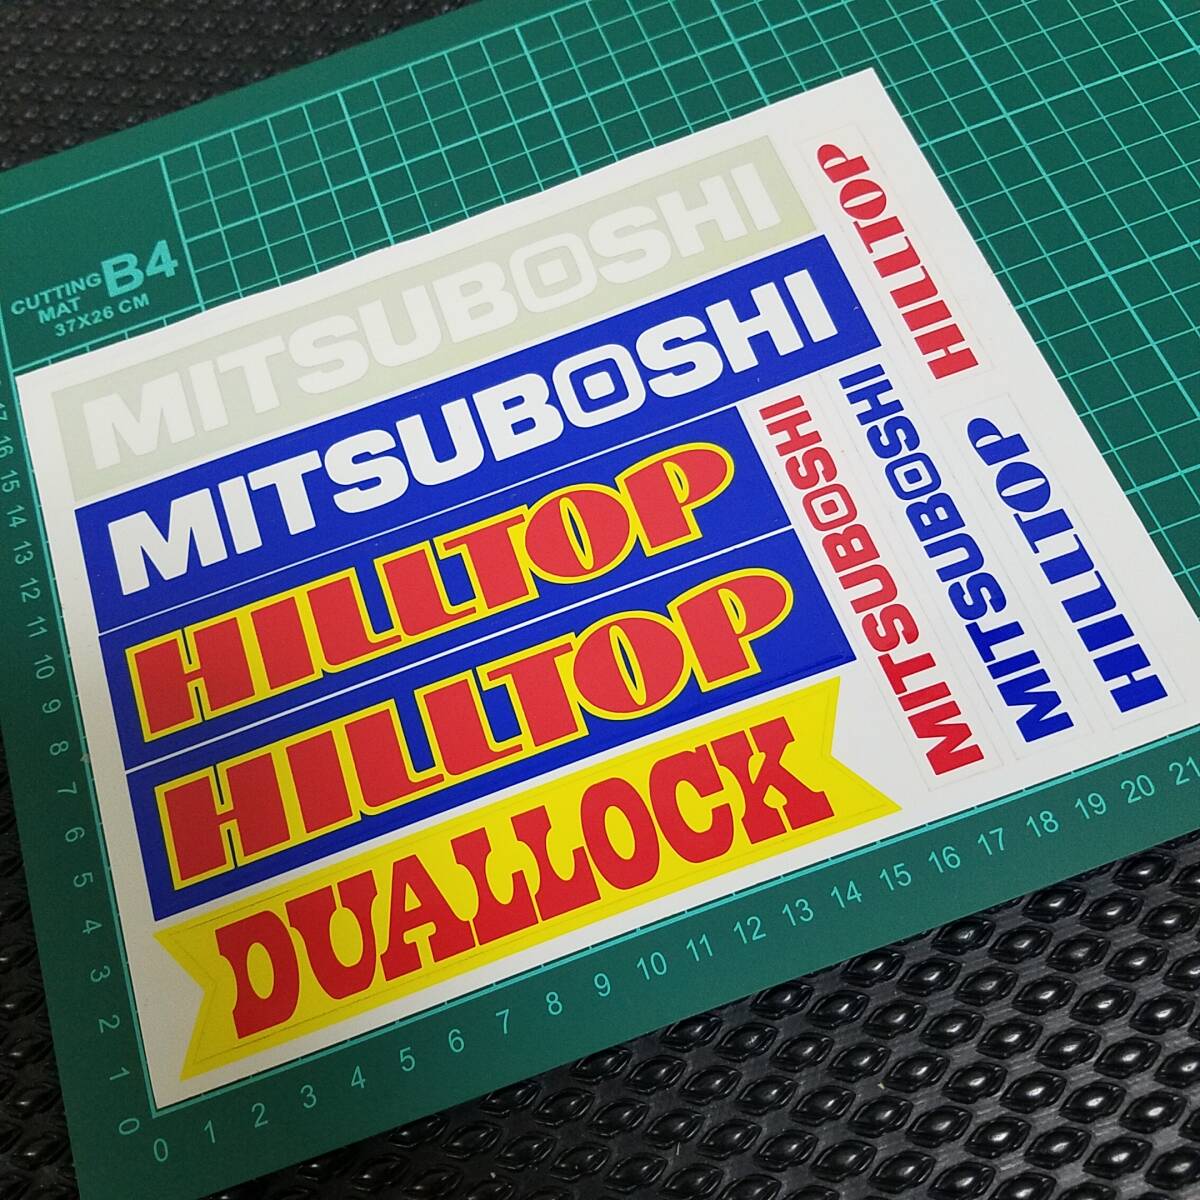 CUTTING MAT B4
37X26 CM
MITSUBOSHI
MITSUBOSHI
HILLTOP
HILLTOP
DUALLOCK
MITSUBOSHI
MITSUBOSHI
HILLTOP
HILLTOP
17
16
15
14
13
12
11
10
9
8
7
6
5
4
3
2
1
0
0 1 2 3 4 5 6 7 8 9 10 11 12 13 14 15 16 17 18 19 20 21